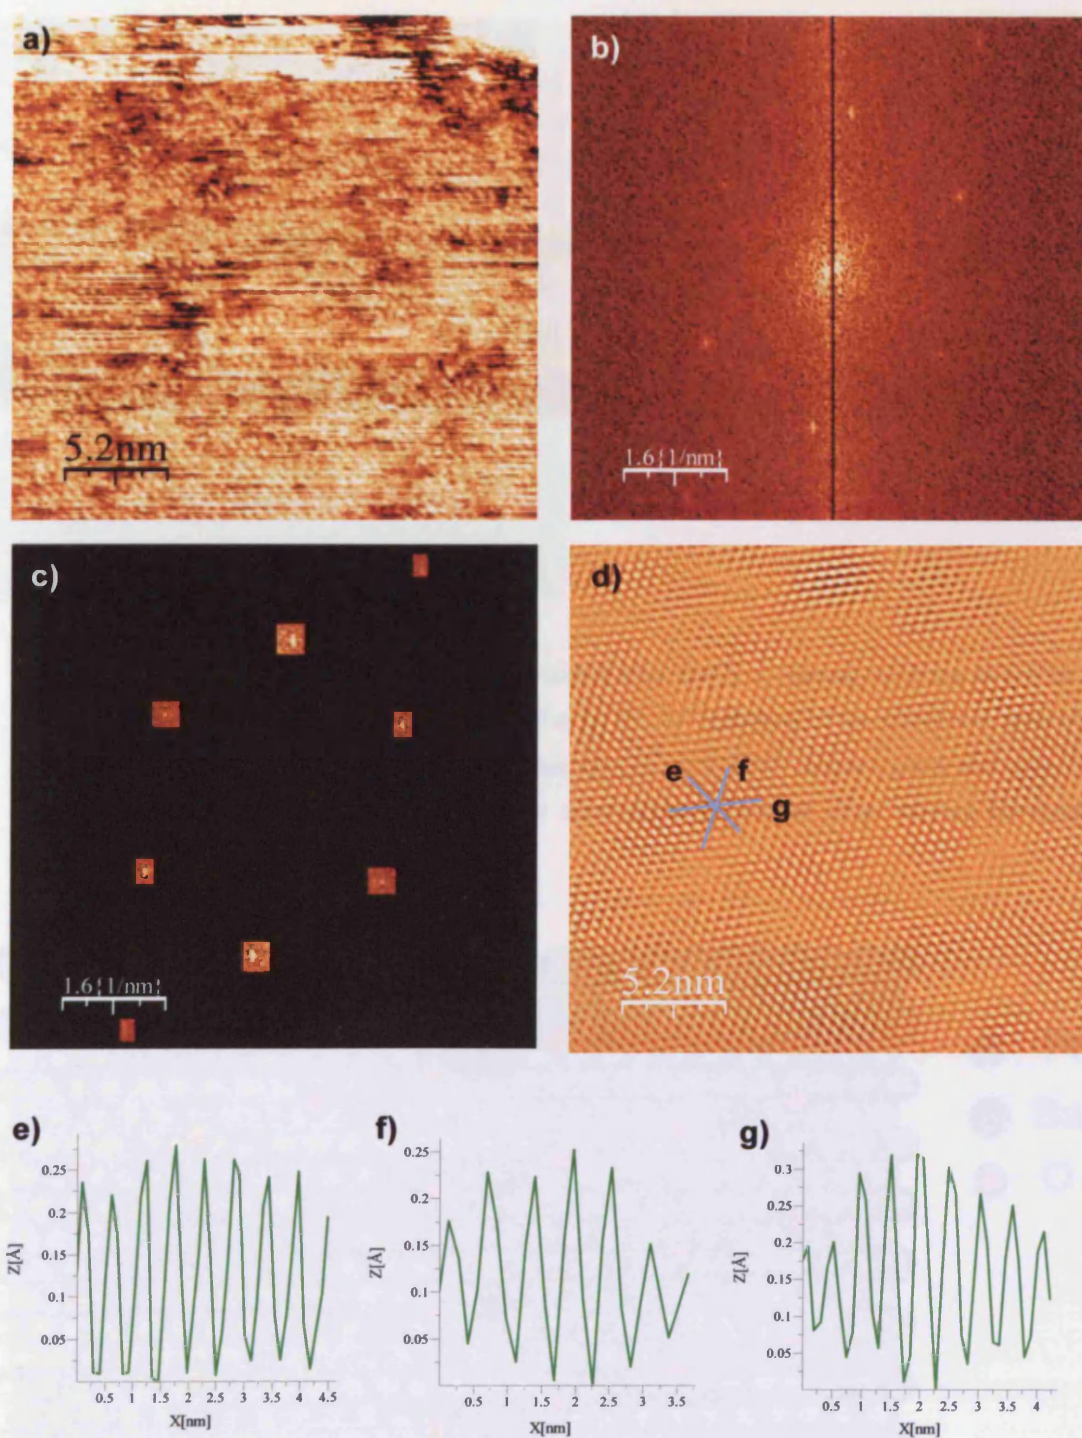 a)
5.2nm
b)
1.6{1/nm}
c)
1.6{1/nm}
d)
e
f
g
5.2nm
e)
0.25
0.2
0.15
0.1
0.05
Z[Å]
0.5 1 1.5 2 2.5 3 3.5 4 4.5
X[nm]
f)
0.25
0.2
0.15
0.1
0.05
Z[Å]
0.5 1 1.5 2 2.5 3 3.5
X[nm]
g)
0.3
0.25
0.2
0.15
0.1
0.05
Z[Å]
0.5 1 1.5 2 2.5 3 3.5 4
X[nm]